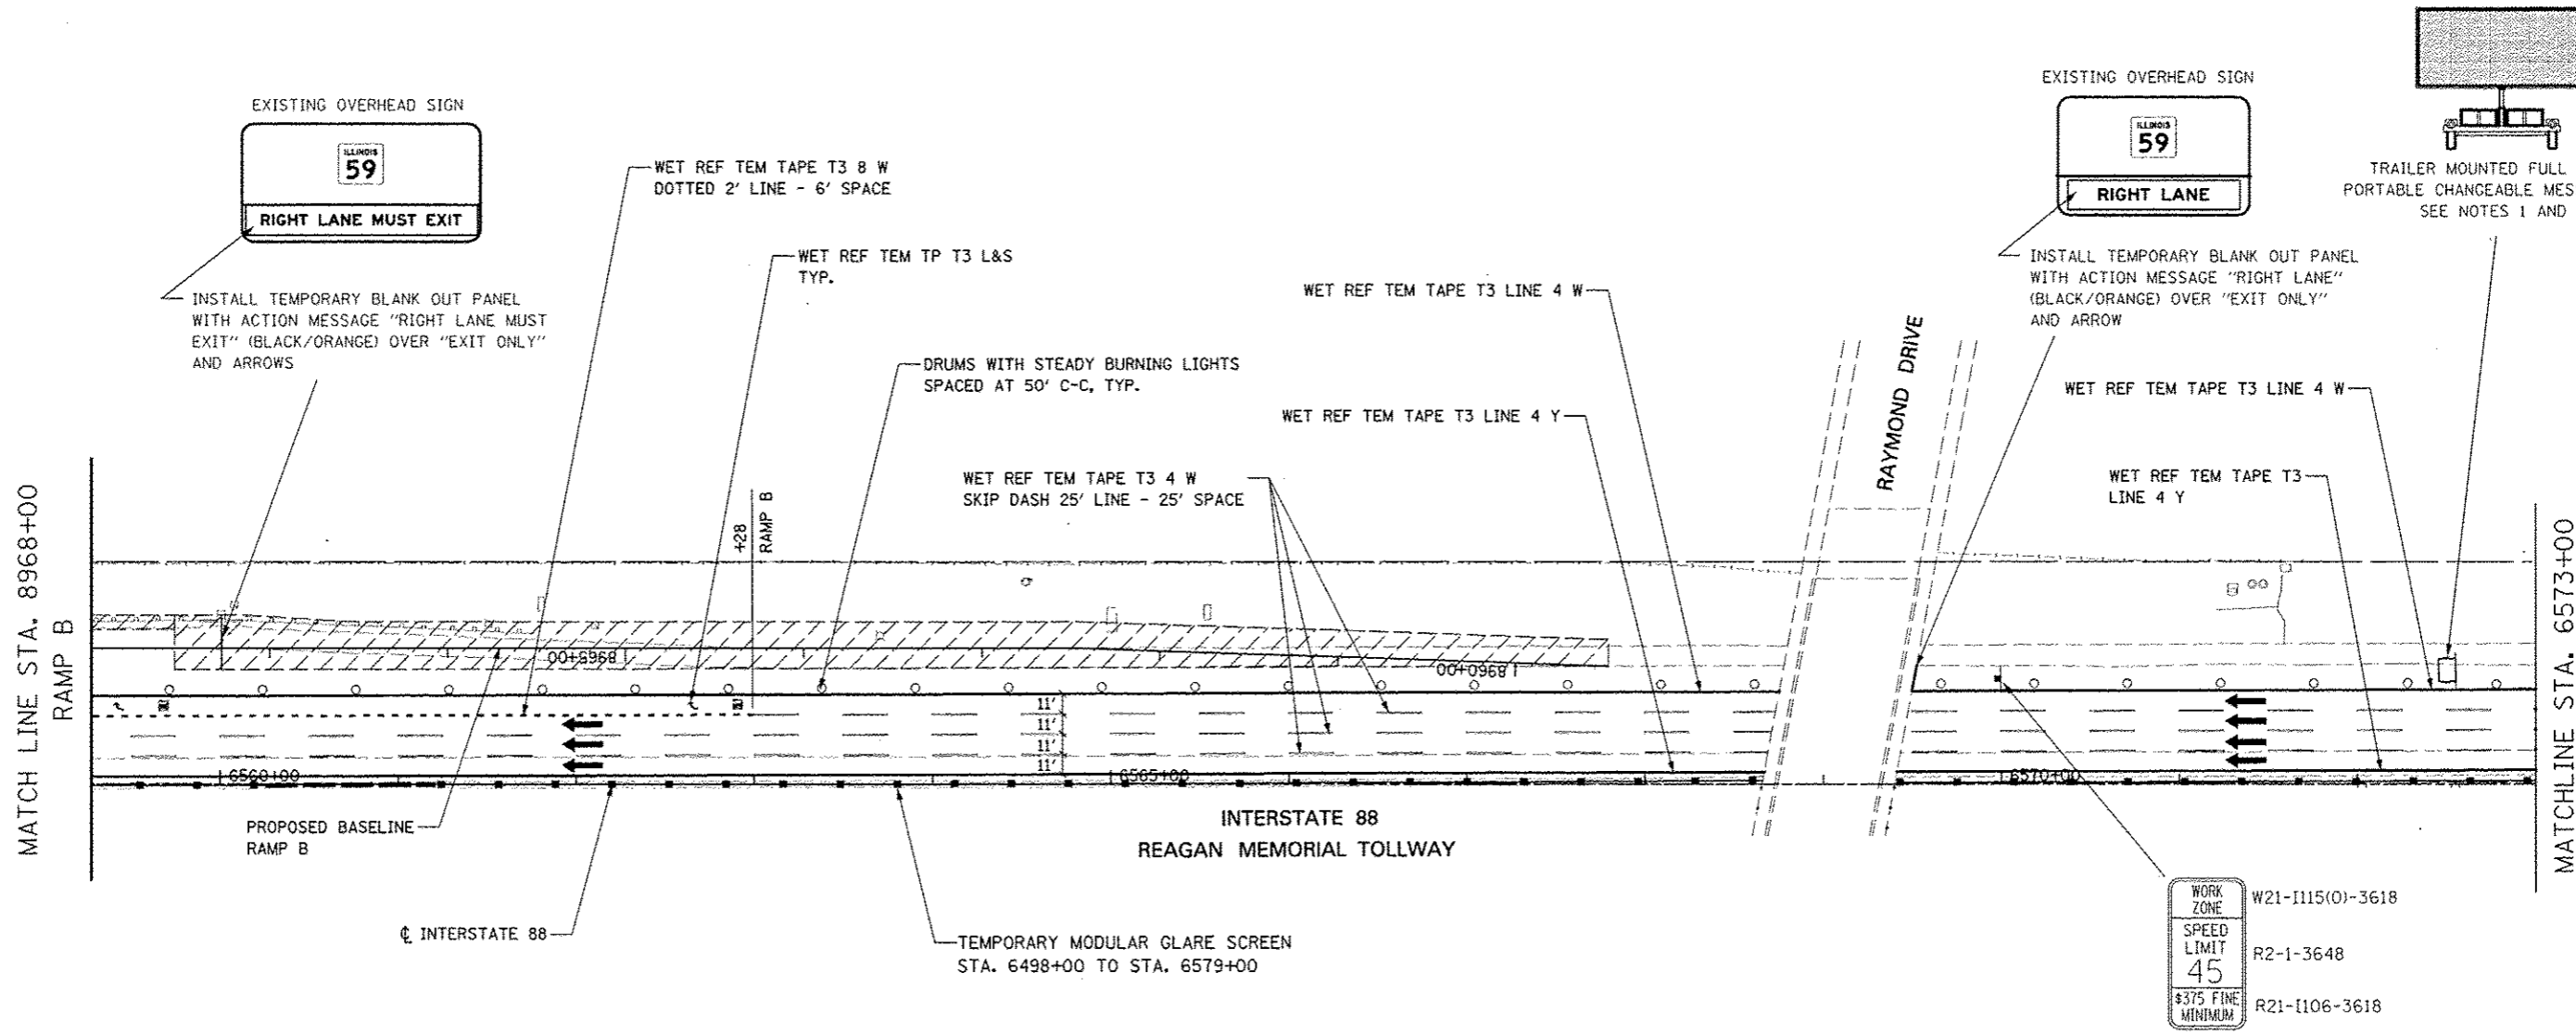 EXISTING OVERHEAD SIGN
ILLINOIS
59
RIGHT LANE MUST EXIT
INSTALL TEMPORARY BLANK OUT PANEL
WITH ACTION MESSAGE "RIGHT LANE MUST
EXIT" (BLACK/ORANGE) OVER "EXIT ONLY"
AND ARROWS
WET REF TEM TAPE T3 8 W
DOTTED 2' LINE - 6' SPACE
WET REF TEM TP T3 L&S
TYP.
DRUMS WITH STEADY BURNING LIGHTS
SPACED AT 50' C-C, TYP.
WET REF TEM TAPE T3 4 W
SKIP DASH 25' LINE - 25' SPACE
WET REF TEM TAPE T3 LINE 4 W
WET REF TEM TAPE T3 LINE 4 Y
RAYMOND DRIVE
EXISTING OVERHEAD SIGN
ILLINOIS
59
RIGHT LANE
INSTALL TEMPORARY BLANK OUT PANEL
WITH ACTION MESSAGE "RIGHT LANE"
(BLACK/ORANGE) OVER "EXIT ONLY"
AND ARROW
TRAILER MOUNTED FULL
PORTABLE CHANGEABLE MES
SEE NOTES 1 AND
WET REF TEM TAPE T3 LINE 4 W
WET REF TEM TAPE T3
LINE 4 Y
MATCH LINE STA. 8968+00
RAMP B
+28
RAMP B
8965+00
8960+00
11'
11'
11'
11'
6560+00
6565+00
6570+00
MATCHLINE STA. 6573+00
PROPOSED BASELINE
RAMP B
INTERSTATE 88
REAGAN MEMORIAL TOLLWAY
℄ INTERSTATE 88
TEMPORARY MODULAR GLARE SCREEN
STA. 6498+00 TO STA. 6579+00
WORK
ZONE
W21-I115(O)-3618
SPEED
LIMIT
45
R2-1-3648
$375 FINE
MINIMUM
R21-I106-3618